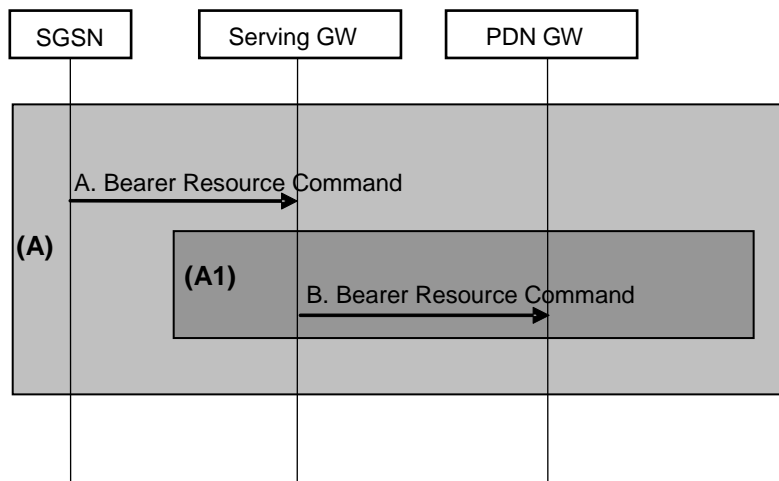 SGSN
Serving GW
PDN GW
A. Bearer Resource Command
(A)
(A1)
B. Bearer Resource Command